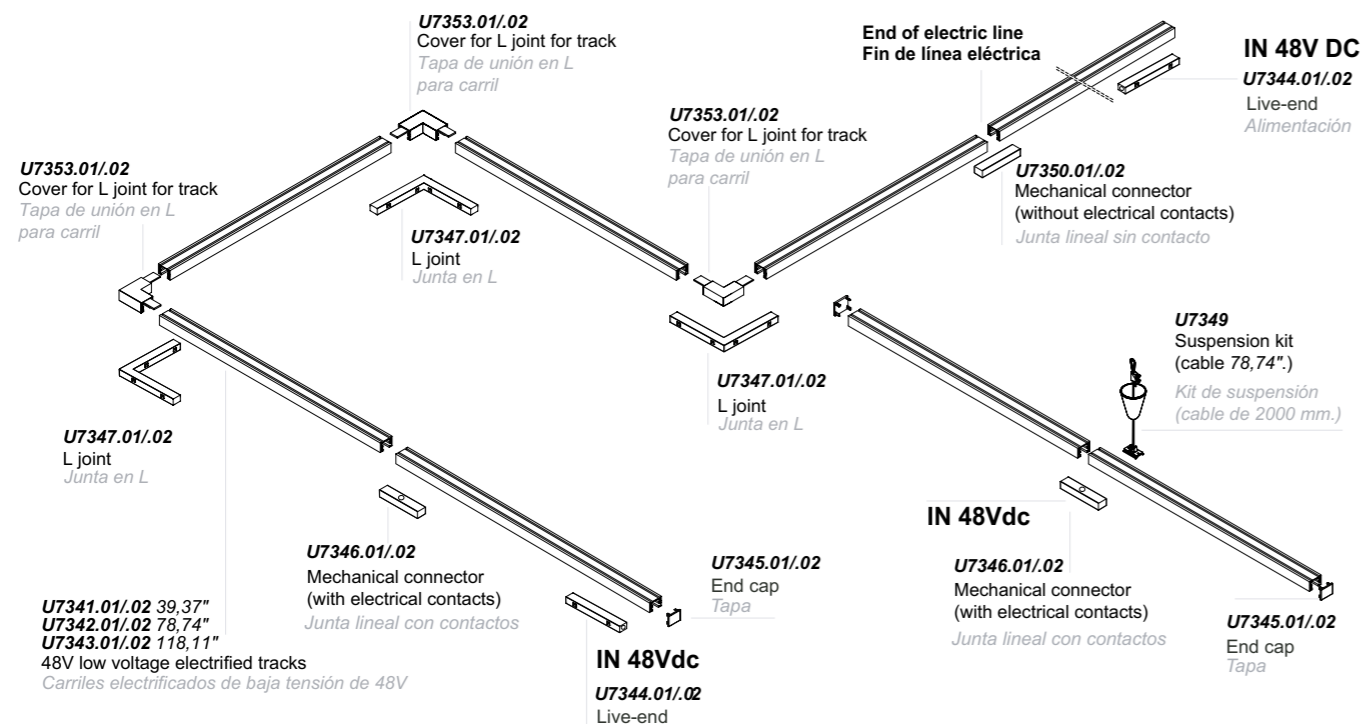 U7353.01/.02
Cover for L joint for track
Tapa de unión en L
para carril
End of electric line
Fin de línea eléctrica
IN 48V DC
U7344.01/.02
Live-end
Alimentación
U7353.01/.02
Cover for L joint for track
Tapa de unión en L
para carril
U7353.01/.02
Cover for L joint for track
Tapa de unión en L
para carril
U7350.01/.02
Mechanical connector
(without electrical contacts)
Junta lineal sin contacto
U7347.01/.02
L joint
Junta en L
U7349
Suspension kit
(cable 78,74".)
Kit de suspensión
(cable de 2000 mm.)
U7347.01/.02
L joint
Junta en L
U7347.01/.02
L joint
Junta en L
IN 48Vdc
U7346.01/.02
Mechanical connector
(with electrical contacts)
Junta lineal con contactos
U7345.01/.02
End cap
Tapa
U7346.01/.02
Mechanical connector
(with electrical contacts)
Junta lineal con contactos
U7341.01/.02 39,37"
U7342.01/.02 78,74"
U7343.01/.02 118,11"
48V low voltage electrified tracks
Carriles electrificados de baja tensión de 48V
U7345.01/.02
End cap
Tapa
IN 48Vdc
U7344.01/.02
Live-end